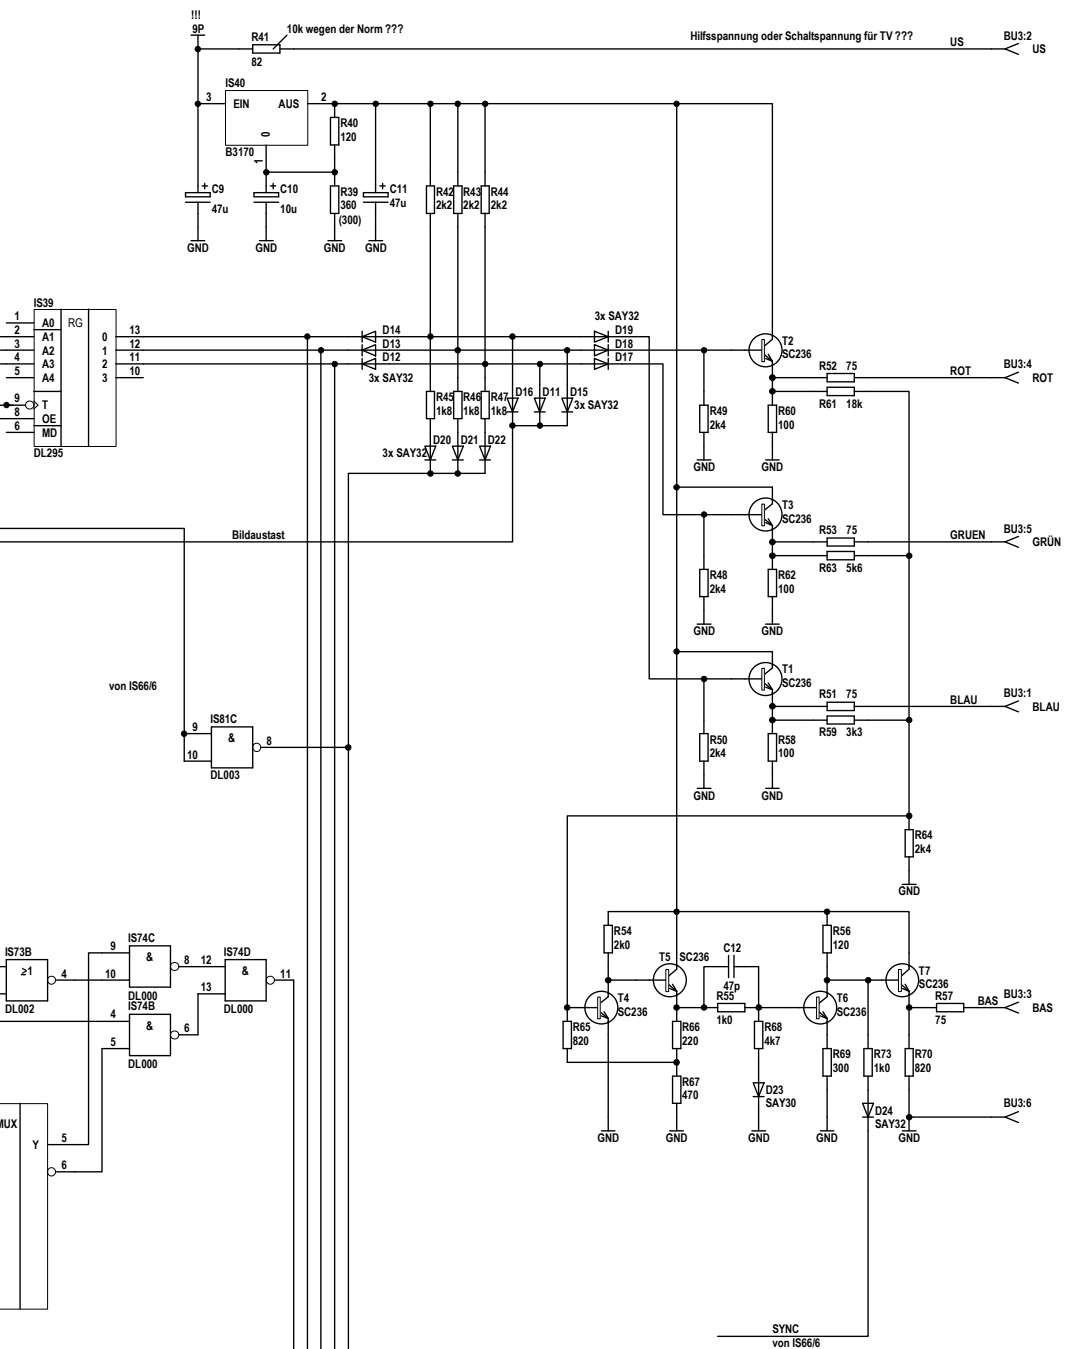 !!!
9P
R41
10k wegen der Norm ???
82
Hilfsspannung oder Schaltspannung für TV ???
US
BU3:2
US
IS40
3
EIN
AUS
2
0
1
B3170
R40
120
C9
47u
C10
10u
R39
360
(300)
C11
47u
R42
2k2
R43
2k2
R44
2k2
GND
GND
GND
GND
IS39
1
2
3
4
5
9
8
6
A0
A1
A2
A3
A4
T
OE
MD
RG
0
1
2
3
13
12
11
10
DL295
D14
D13
D12
3x SAY32
3x SAY32
D19
D18
D17
R45
1k8
R46
1k8
R47
1k8
D16
D11
D15
3x SAY32
D20
D21
D22
3x SAY32
T2
SC236
R52 75
R61 18k
ROT
BU3:4
ROT
R49
2k4
R60
100
GND
GND
Bildaustast
T3
SC236
R53 75
R63 5k6
GRUEN
BU3:5
GRÜN
R48
2k4
R62
100
GND
GND
von IS66/6
T1
SC236
R51 75
R59 3k3
BLAU
BU3:1
BLAU
R50
2k4
R58
100
GND
GND
IS81C
9
10
&
8
DL003
R64
2k4
GND
IS73B
≥1
4
DL002
IS74C
9
10
&
8
DL000
IS74B
4
5
&
6
DL000
IS74D
12
13
&
11
DL000
R54
2k0
T5
SC236
C12
47p
R55
1k0
R56
120
T4
SC236
T6
SC236
T7
SC236
R57
75
BAS
BU3:3
BAS
R65
820
R66
220
R67
470
R68
4k7
R69
300
R73
1k0
R70
820
D23
SAY30
D24
SAY32
BU3:6
GND
GND
GND
GND
GND
MUX
Y
5
6
SYNC
von IS66/6